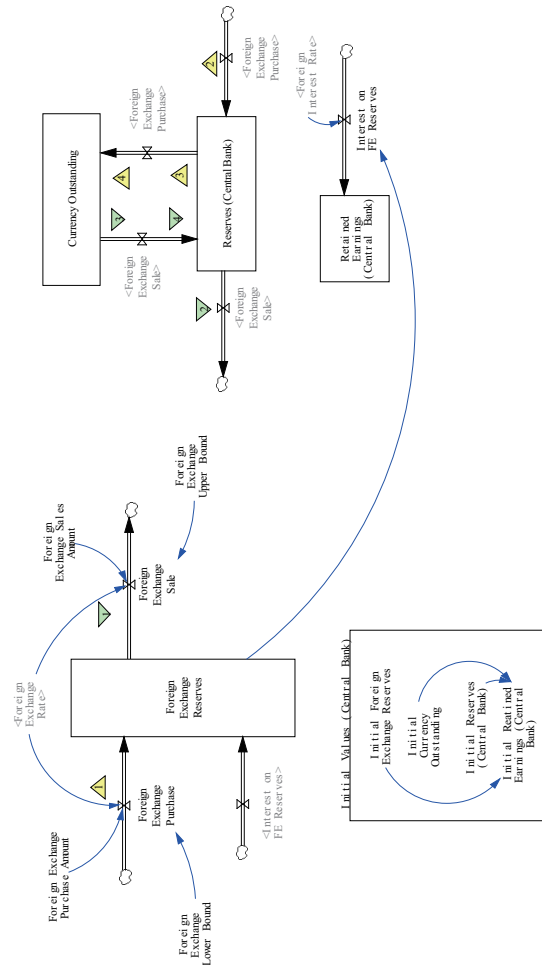 Foreign Exchange
Purchase Amount
<Foreign
Exchange
Rate>
Foreign
Exchange Sales
Amount
1
Foreign
Exchange
Purchase
Foreign
Exchange
Reserves
1
Foreign
Exchange
Sale
Foreign
Exchange
Lower Bound
<Interest on
FE Reserves>
Foreign
Exchange
Upper Bound
Currency Outstanding
<Foreign
Exchange
Sale>
3
4
<Foreign
Exchange
Purchase>
4
3
2
<Foreign
Exchange
Sale>
Reserves (Central Bank)
2
<Foreign
Exchange
Purchase>
Retained
Earnings
(Central Bank)
<Foreign
Interest Rate>
Interest on
FE Reserves
Initial Values (Central Bank)
Initial Foreign
Exchange Reserves
Initial
Currency
Outstanding
Initial Reserves
(Central Bank)
Initial Reatined
Earnings (Central
Bank)